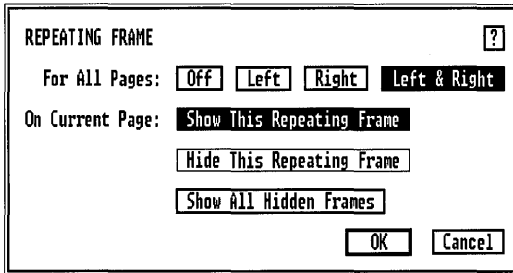 REPEATING FRAME ?
For All Pages: Off Left Right Left & Right
On Current Page: Show This Repeating Frame
Hide This Repeating Frame
Show All Hidden Frames
OK Cancel